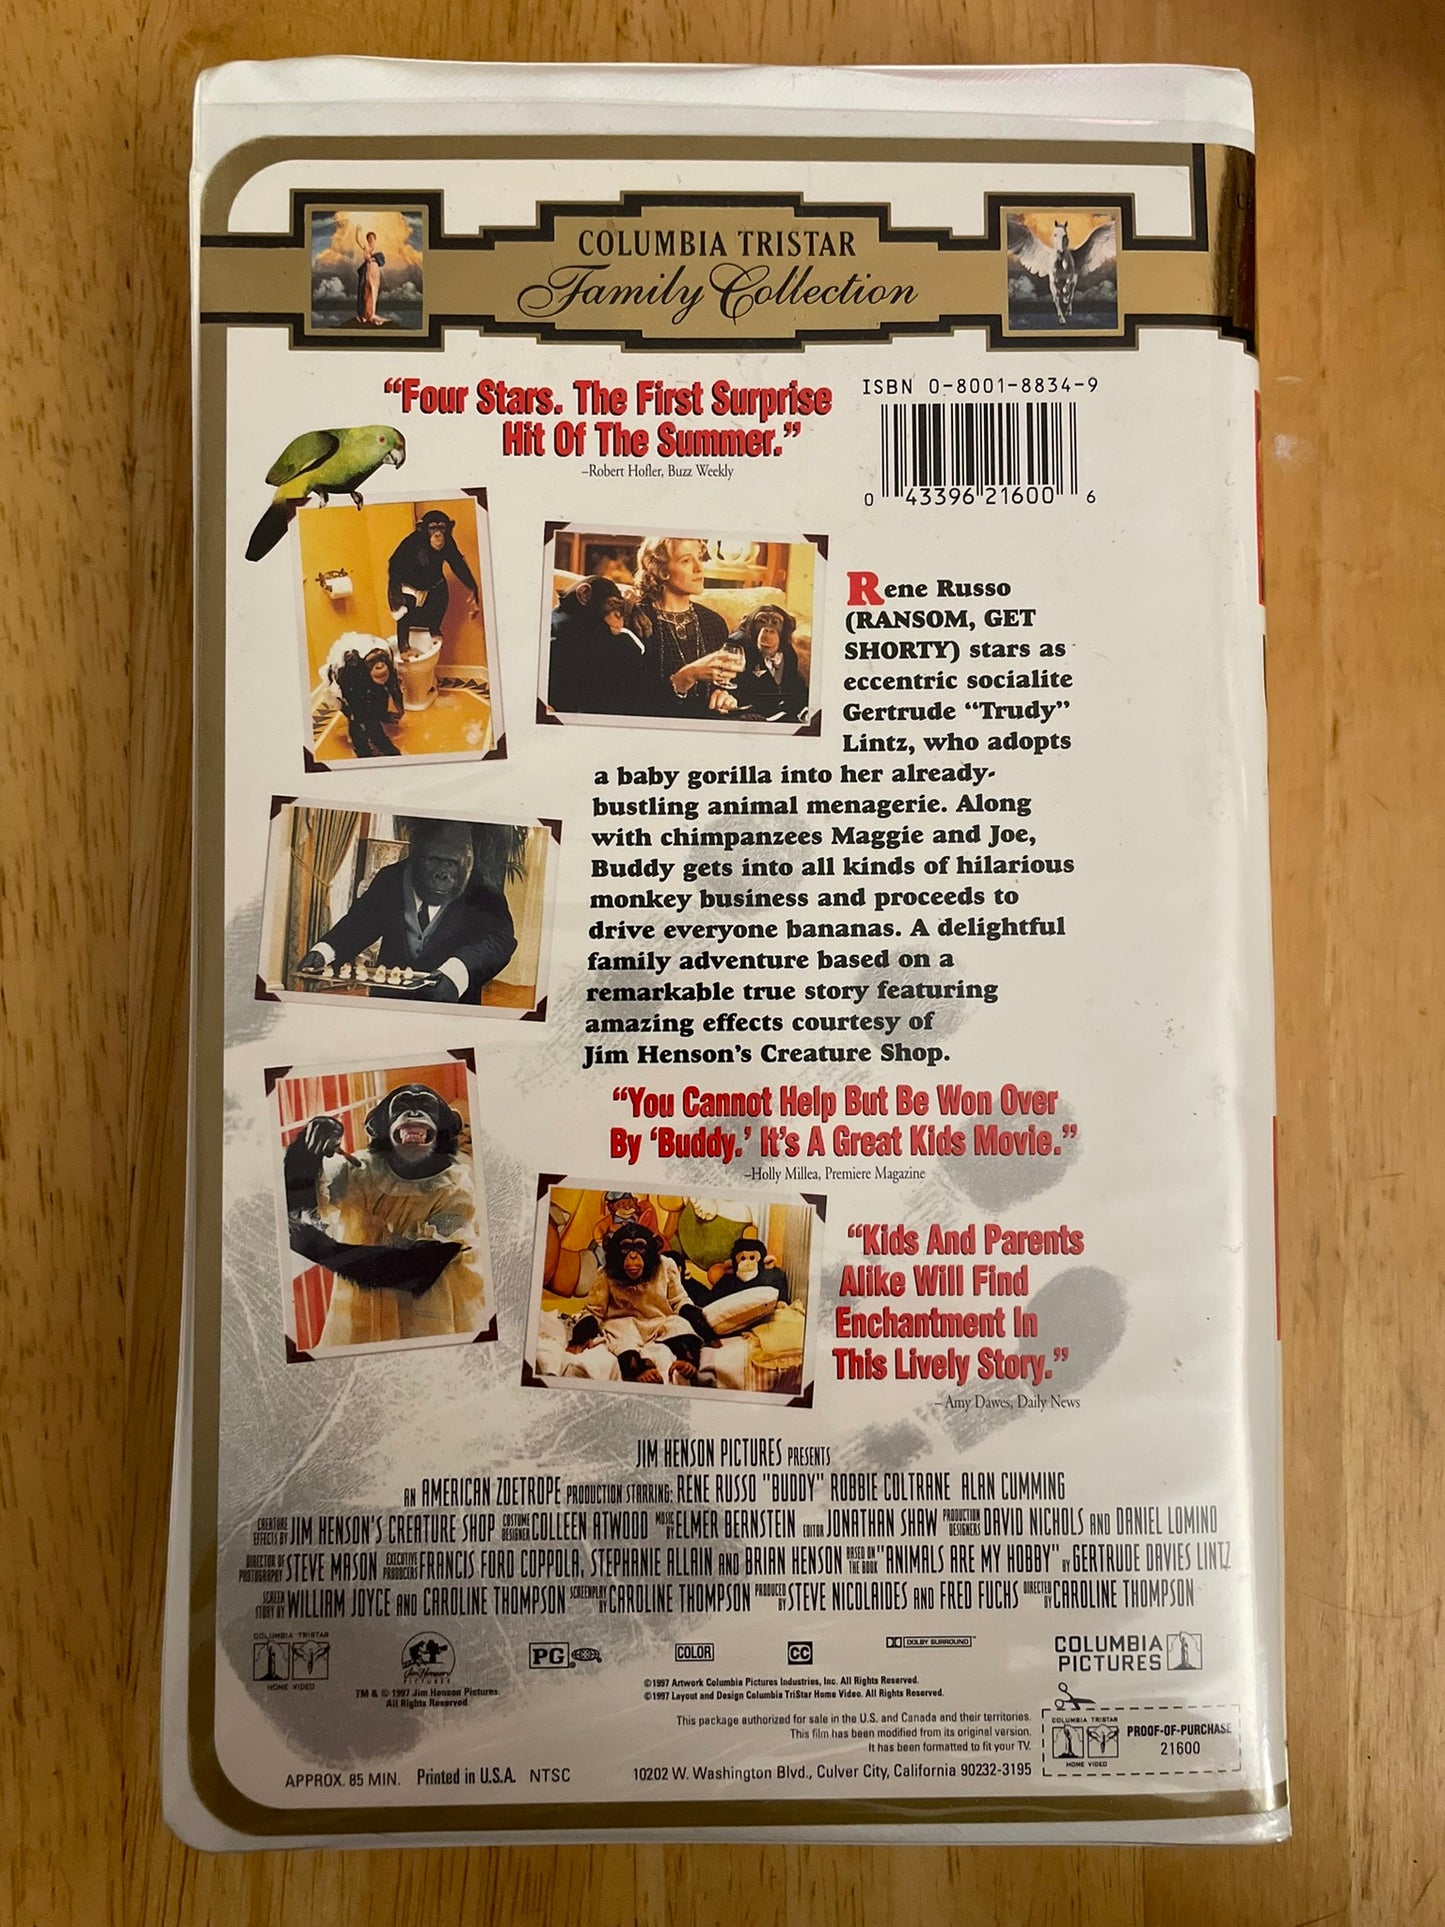 COLUMBIA TRISTAR
Family Collection
"Four Stars. The First Surprise
Hit Of The Summer."
–Robert Hofler, Buzz Weekly
ISBN 0-8001-8834-9
0 43396 21600 6
Rene Russo
(RANSOM, GET
SHORTY) stars as
eccentric socialite
Gertrude "Trudy"
Lintz, who adopts
a baby gorilla into her already-
bustling animal menagerie. Along
with chimpanzees Maggie and Joe,
Buddy gets into all kinds of hilarious
monkey business and proceeds to
drive everyone bananas. A delightful
family adventure based on a
remarkable true story featuring
amazing effects courtesy of
Jim Henson's Creature Shop.
"You Cannot Help But Be Won Over
By 'Buddy.' It's A Great Kids Movie."
–Holly Millea, Premiere Magazine
"Kids And Parents
Alike Will Find
Enchantment In
This Lively Story."
–Amy Dawes, Daily News
JIM HENSON PICTURES PRESENTS
AN AMERICAN ZOETROPE PRODUCTION STARRING: RENE RUSSO "BUDDY" ROBBIE COLTRANE ALAN CUMMING
CREATURE EFFECTS BY JIM HENSON'S CREATURE SHOP COSTUME DESIGNER COLLEEN ATWOOD MUSIC BY ELMER BERNSTEIN EDITOR JONATHAN SHAW PRODUCTION DESIGNERS DAVID NICHOLS AND DANIEL LOMINO
DIRECTOR OF PHOTOGRAPHY STEVE MASON EXECUTIVE PRODUCERS FRANCIS FORD COPPOLA, STEPHANIE ALLAIN AND BRIAN HENSON BASED ON THE BOOK "ANIMALS ARE MY HOBBY" BY GERTRUDE DAVIES LINTZ
SCREEN STORY BY WILLIAM JOYCE AND CAROLINE THOMPSON SCREENPLAY BY CAROLINE THOMPSON PRODUCED BY STEVE NICOLAIDES AND FRED FUCHS DIRECTED BY CAROLINE THOMPSON
COLUMBIA TRISTAR
HOME VIDEO
Jim Henson
PICTURES
TM & © 1997 Jim Henson Pictures.
All Rights Reserved
PG
COLOR
CC
DOLBY SURROUND
COLUMBIA
PICTURES
©1997 Artwork Columbia Pictures Industries, Inc. All Rights Reserved.
©1997 Layout and Design Columbia TriStar Home Video. All Rights Reserved.
This package authorized for sale in the U.S. and Canada and their territories.
This film has been modified from its original version.
It has been formatted to fit your TV.
APPROX. 85 MIN. Printed in U.S.A. NTSC
10202 W. Washington Blvd., Culver City, California 90232-3195
COLUMBIA TRISTAR
HOME VIDEO
PROOF-OF-PURCHASE
21600